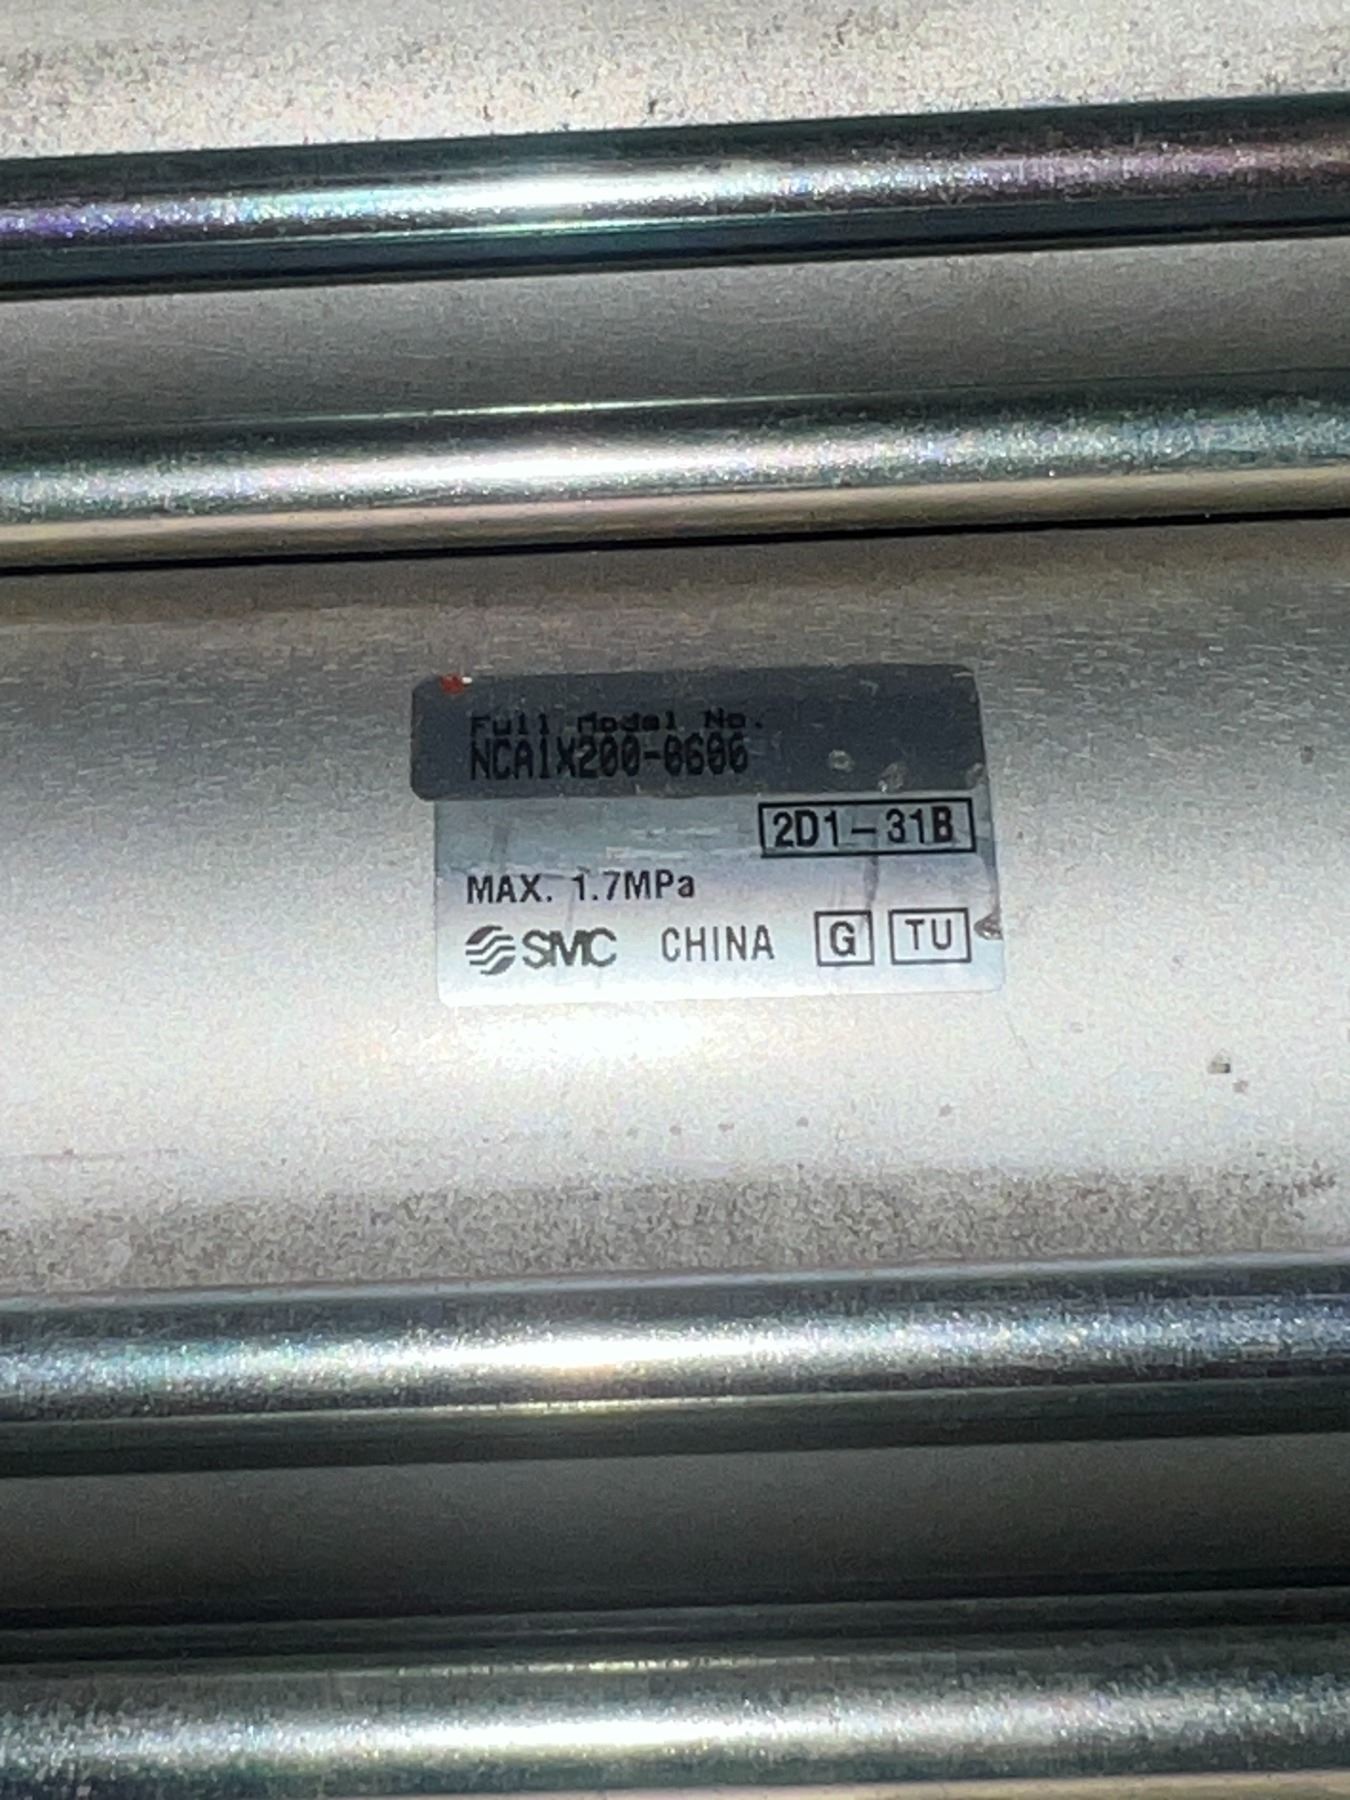 Full Model No.
NCA1X200-0600
2D1-31B
MAX. 1.7MPa
SMC CHINA G TU